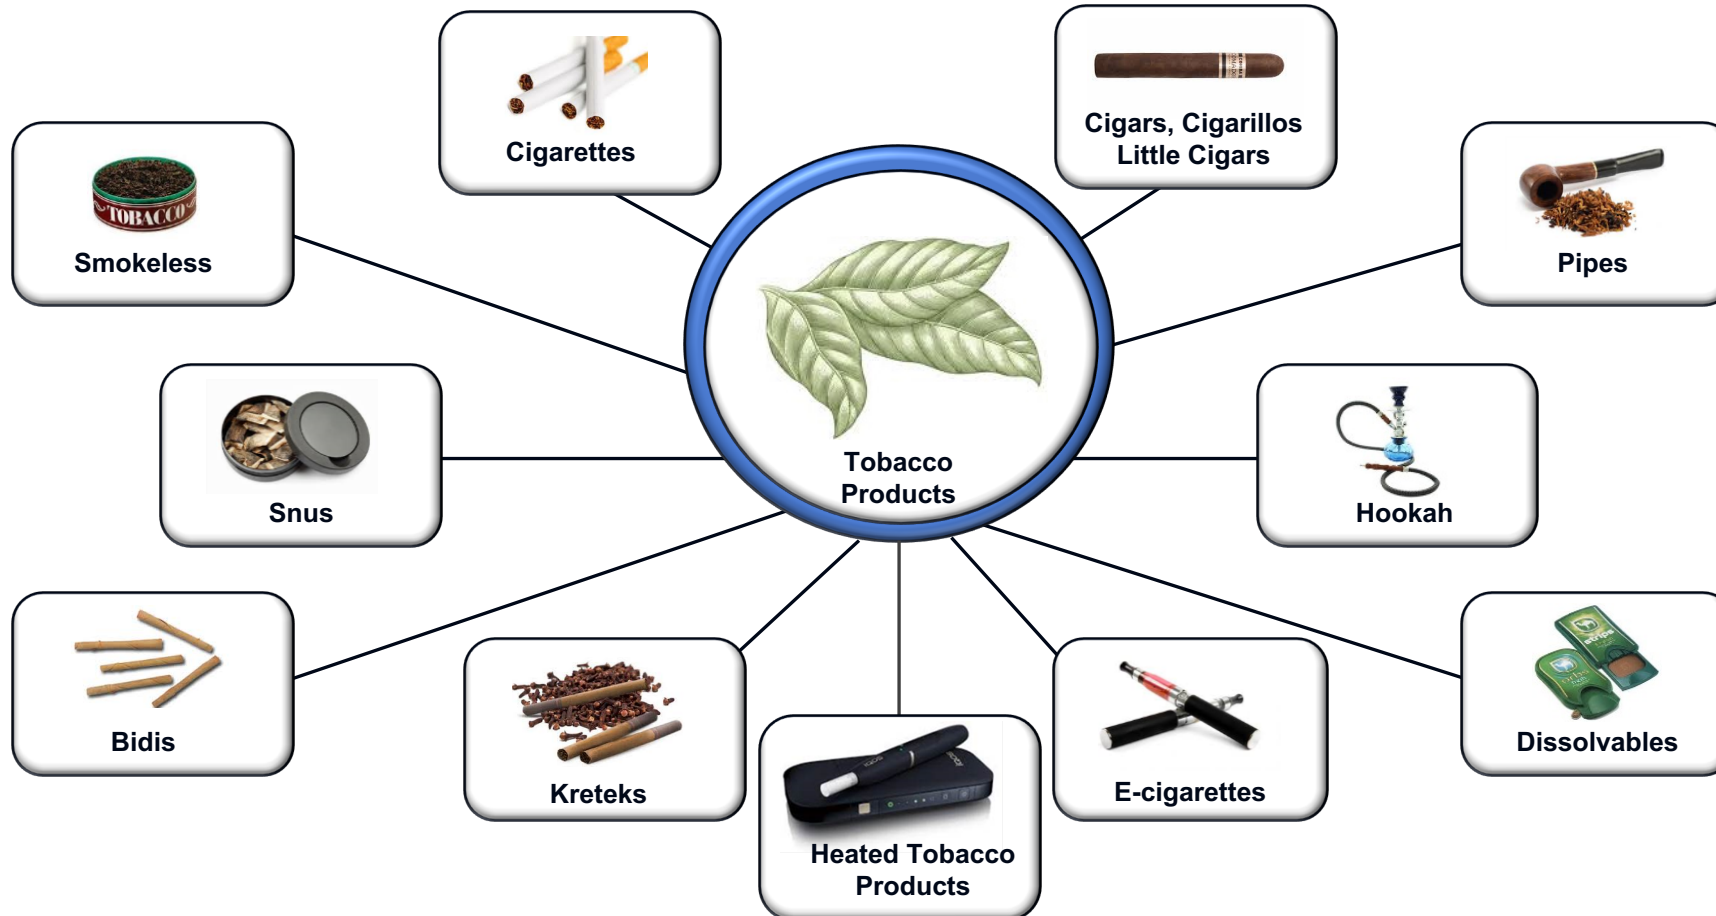 Cigarettes
Cigars, Cigarillos
Little Cigars
TOBACCO
Smokeless
Pipes
Tobacco
Products
Snus
Hookah
Bidis
Kreteks
Heated Tobacco
Products
E-cigarettes
strips
Dissolvables